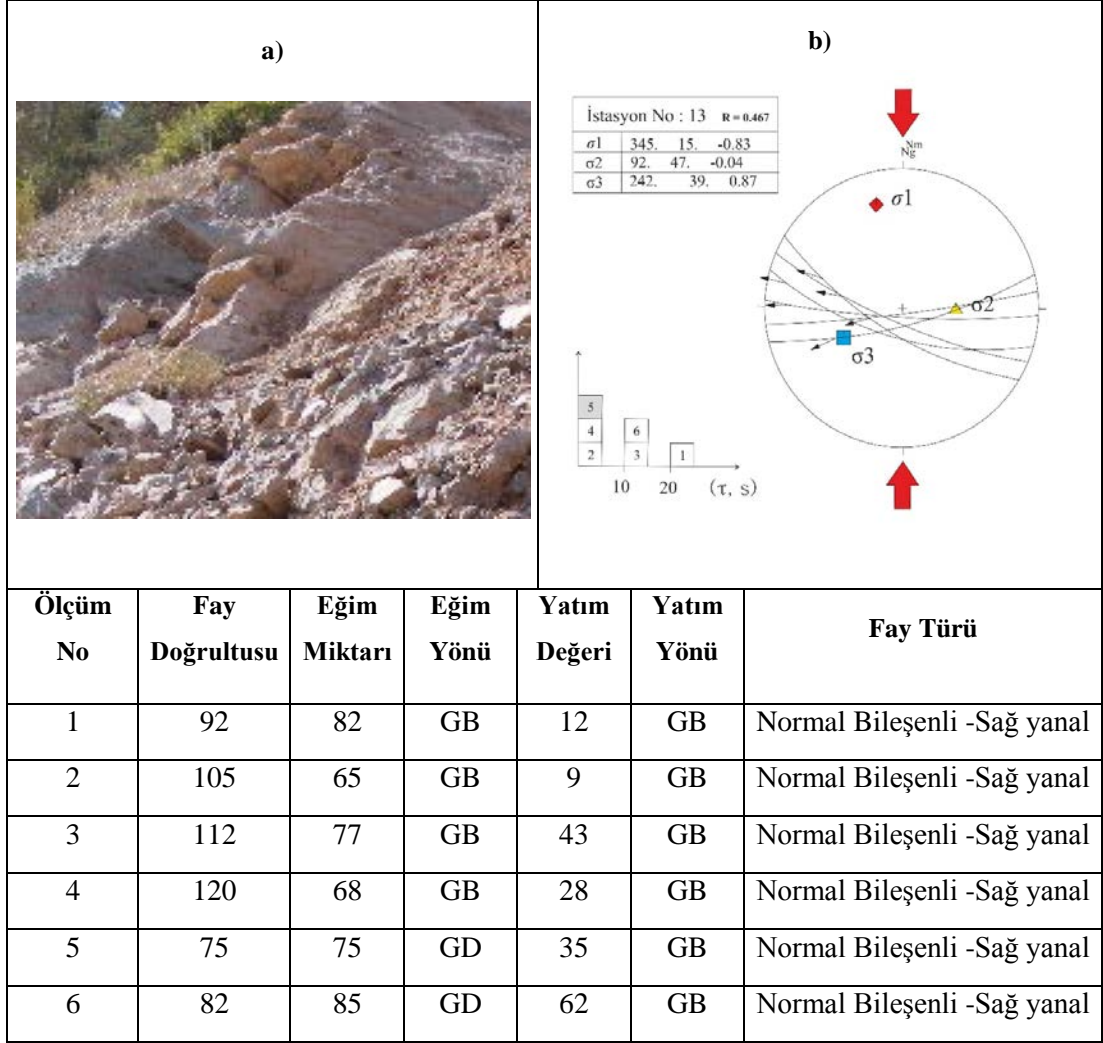 a)
b)
İstasyon No : 13 R = 0.467
σ1 345. 15. -0.83
σ2 92. 47. -0.04
σ3 242. 39. 0.87
Nm
Ng
σ1
σ2
σ3
5
4 6
2 3 1
10 20 (τ, s)
Ölçüm No Fay Doğrultusu Eğim Miktarı Eğim Yönü Yatım Değeri Yatım Yönü Fay Türü
1 92 82 GB 12 GB Normal Bileşenli -Sağ yanal
2 105 65 GB 9 GB Normal Bileşenli -Sağ yanal
3 112 77 GB 43 GB Normal Bileşenli -Sağ yanal
4 120 68 GB 28 GB Normal Bileşenli -Sağ yanal
5 75 75 GD 35 GB Normal Bileşenli -Sağ yanal
6 82 85 GD 62 GB Normal Bileşenli -Sağ yanal